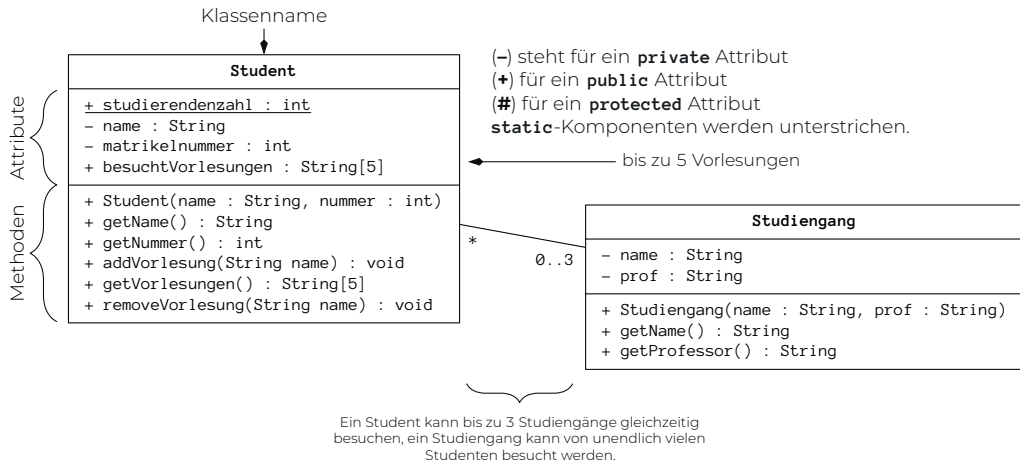 Klassenname
Student
+ studierendenzahl : int
– name : String
– matrikelnummer : int
+ besuchtVorlesungen : String[5]
+ Student(name : String, nummer : int)
+ getName() : String
+ getNummer() : int
+ addVorlesung(String name) : void
+ getVorlesungen() : String[5]
+ removeVorlesung(String name) : void
Attribute
Methoden
(–) steht für ein private Attribut
(+) für ein public Attribut
(#) für ein protected Attribut
static-Komponenten werden unterstrichen.
bis zu 5 Vorlesungen
*
0..3
Studiengang
– name : String
– prof : String
+ Studiengang(name : String, prof : String)
+ getName() : String
+ getProfessor() : String
Ein Student kann bis zu 3 Studiengänge gleichzeitig
besuchen, ein Studiengang kann von unendlich vielen
Studenten besucht werden.